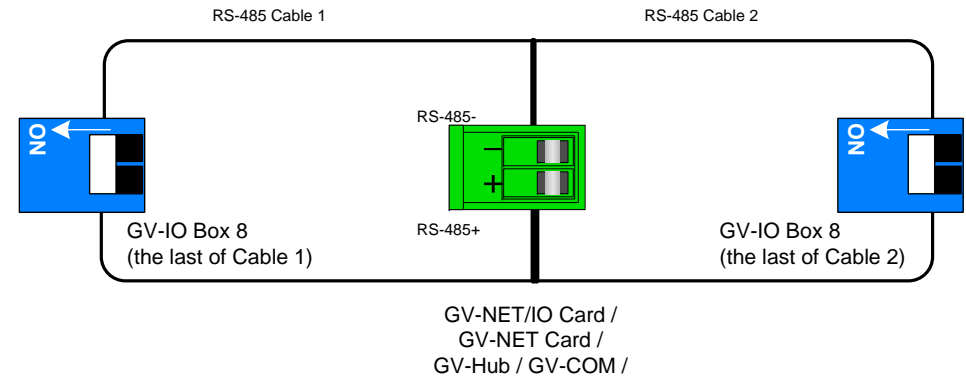 RS-485 Cable 1
RS-485 Cable 2
RS-485-
ON
ON
−
+
RS-485+
GV-IO Box 8
(the last of Cable 1)
GV-IO Box 8
(the last of Cable 2)
GV-NET/IO Card /
GV-NET Card /
GV-Hub / GV-COM /